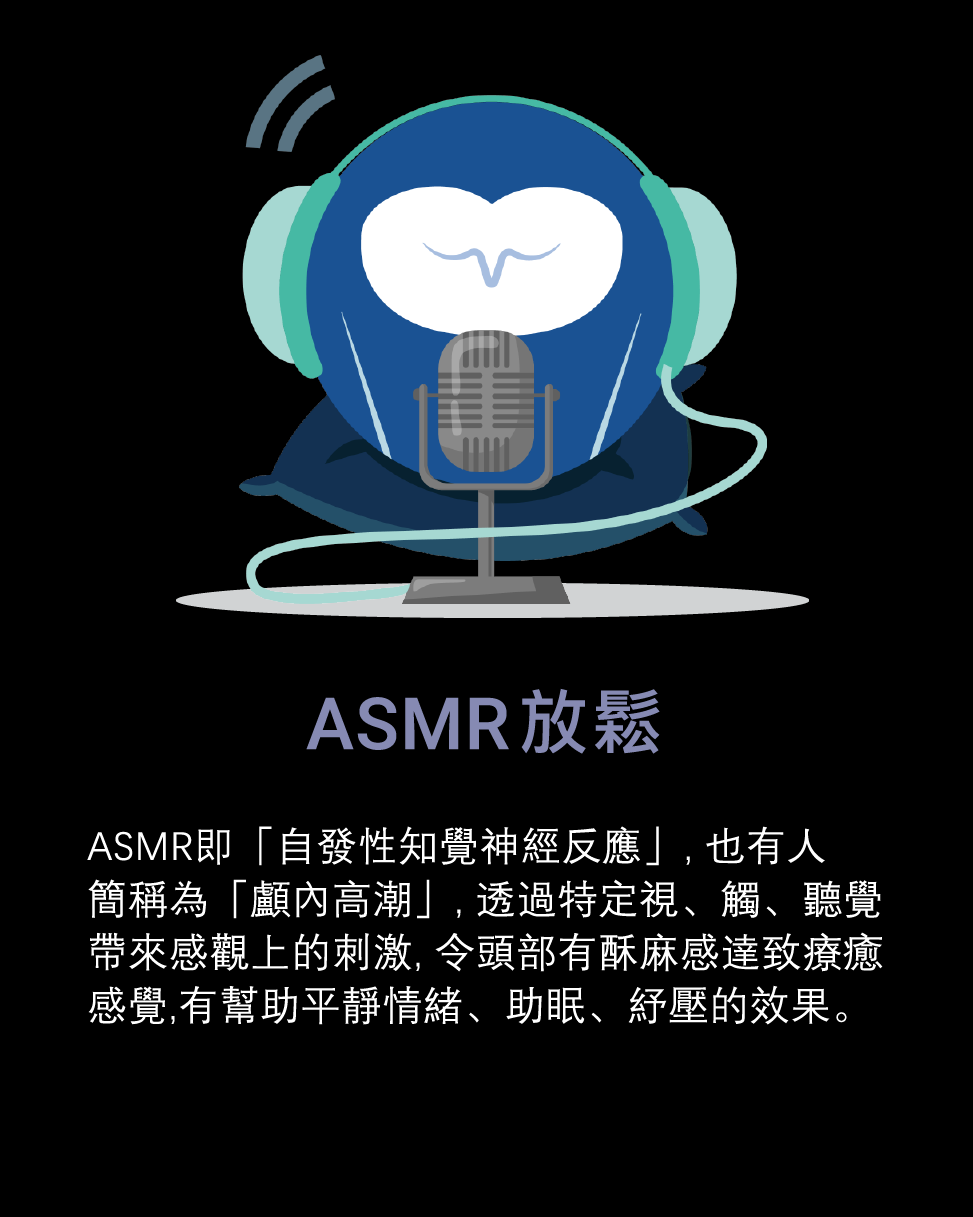 ASMR放鬆
ASMR即「自發性知覺神經反應」, 也有人
簡稱為「顱內高潮」, 透過特定視、觸、聽覺
帶來感觀上的刺激, 令頭部有酥麻感達致療癒
感覺,有幫助平靜情緒、助眠、紓壓的效果。